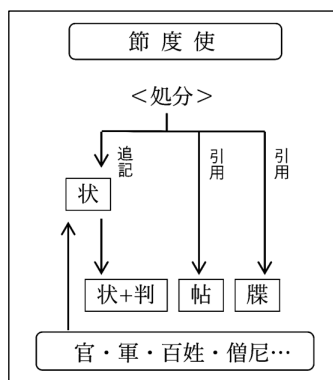 節度使
<処分>
追記
引用
引用
状
状+判
帖
牒
官・軍・百姓・僧尼…